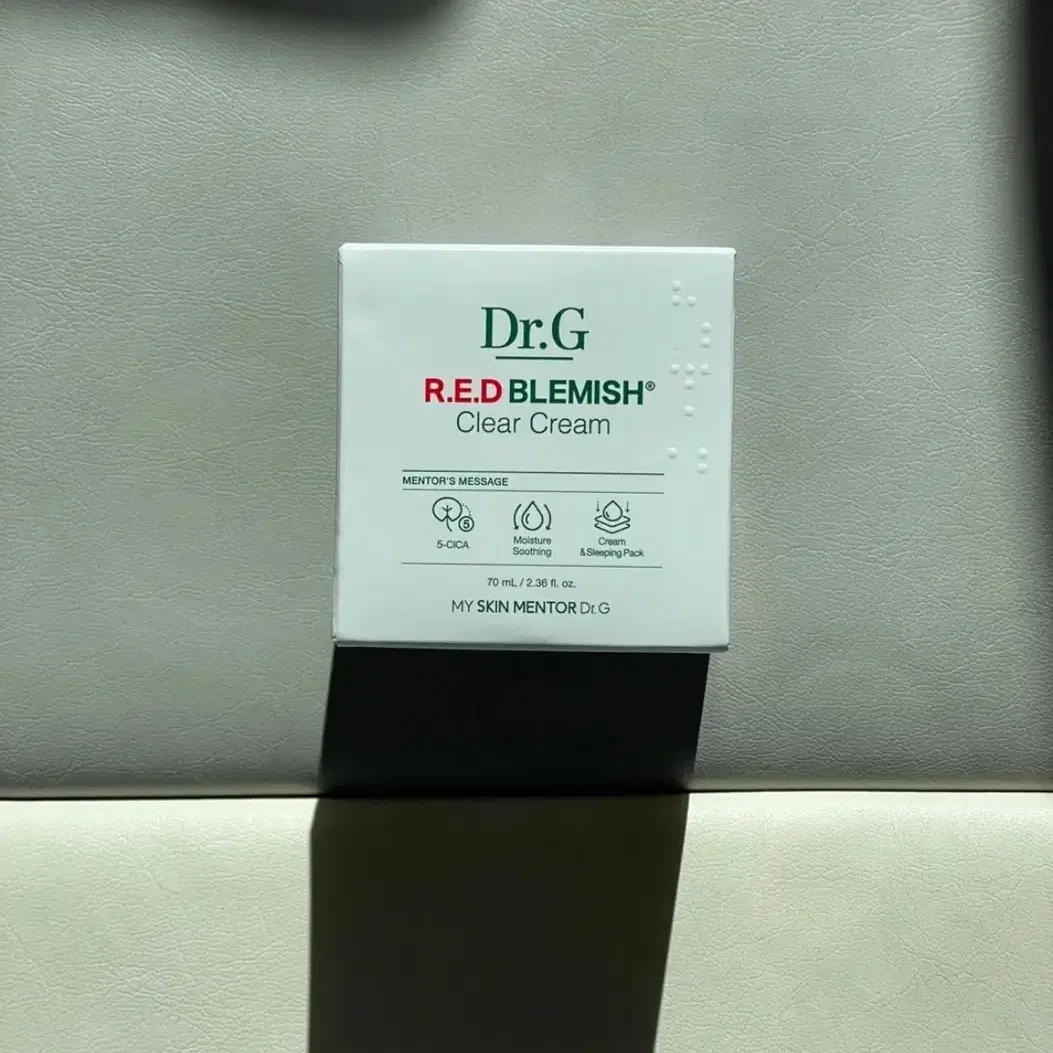 Dr.G
R.E.D BLEMISH®
Clear Cream
MENTOR'S MESSAGE
5
5-CICA
Moisture
Soothing
Cream
& Sleeping Pack
70 mL / 2.36 fl. oz.
MY SKIN MENTOR Dr.G